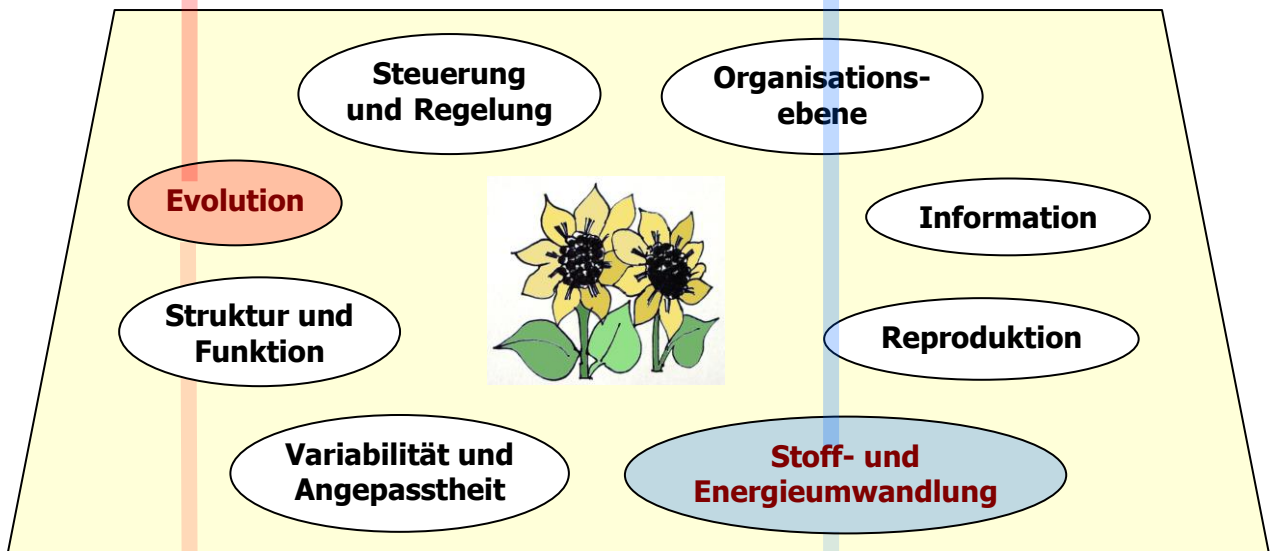 Steuerung
und Regelung
Organisations-
ebene
Evolution
Information
Struktur und
Funktion
Reproduktion
Variabilität und
Angepasstheit
Stoff- und
Energieumwandlung